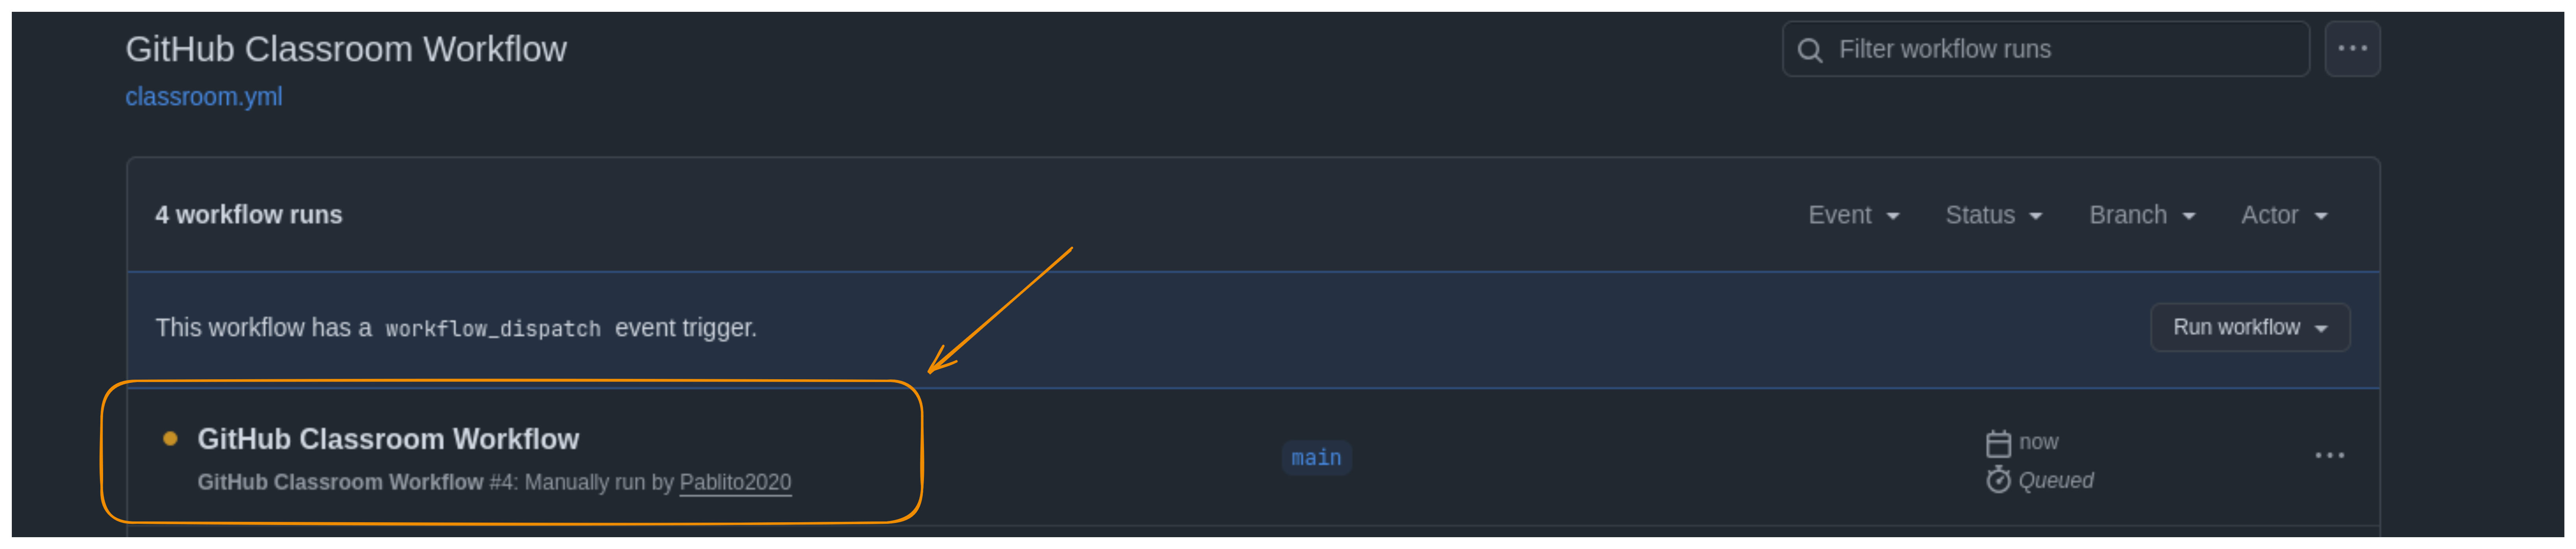 GitHub Classroom Workflow
Filter workflow runs
classroom.yml
4 workflow runs
Event Status Branch Actor
This workflow has a workflow_dispatch event trigger.
Run workflow
GitHub Classroom Workflow
GitHub Classroom Workflow #4: Manually run by Pablito2020
main
now
Queued